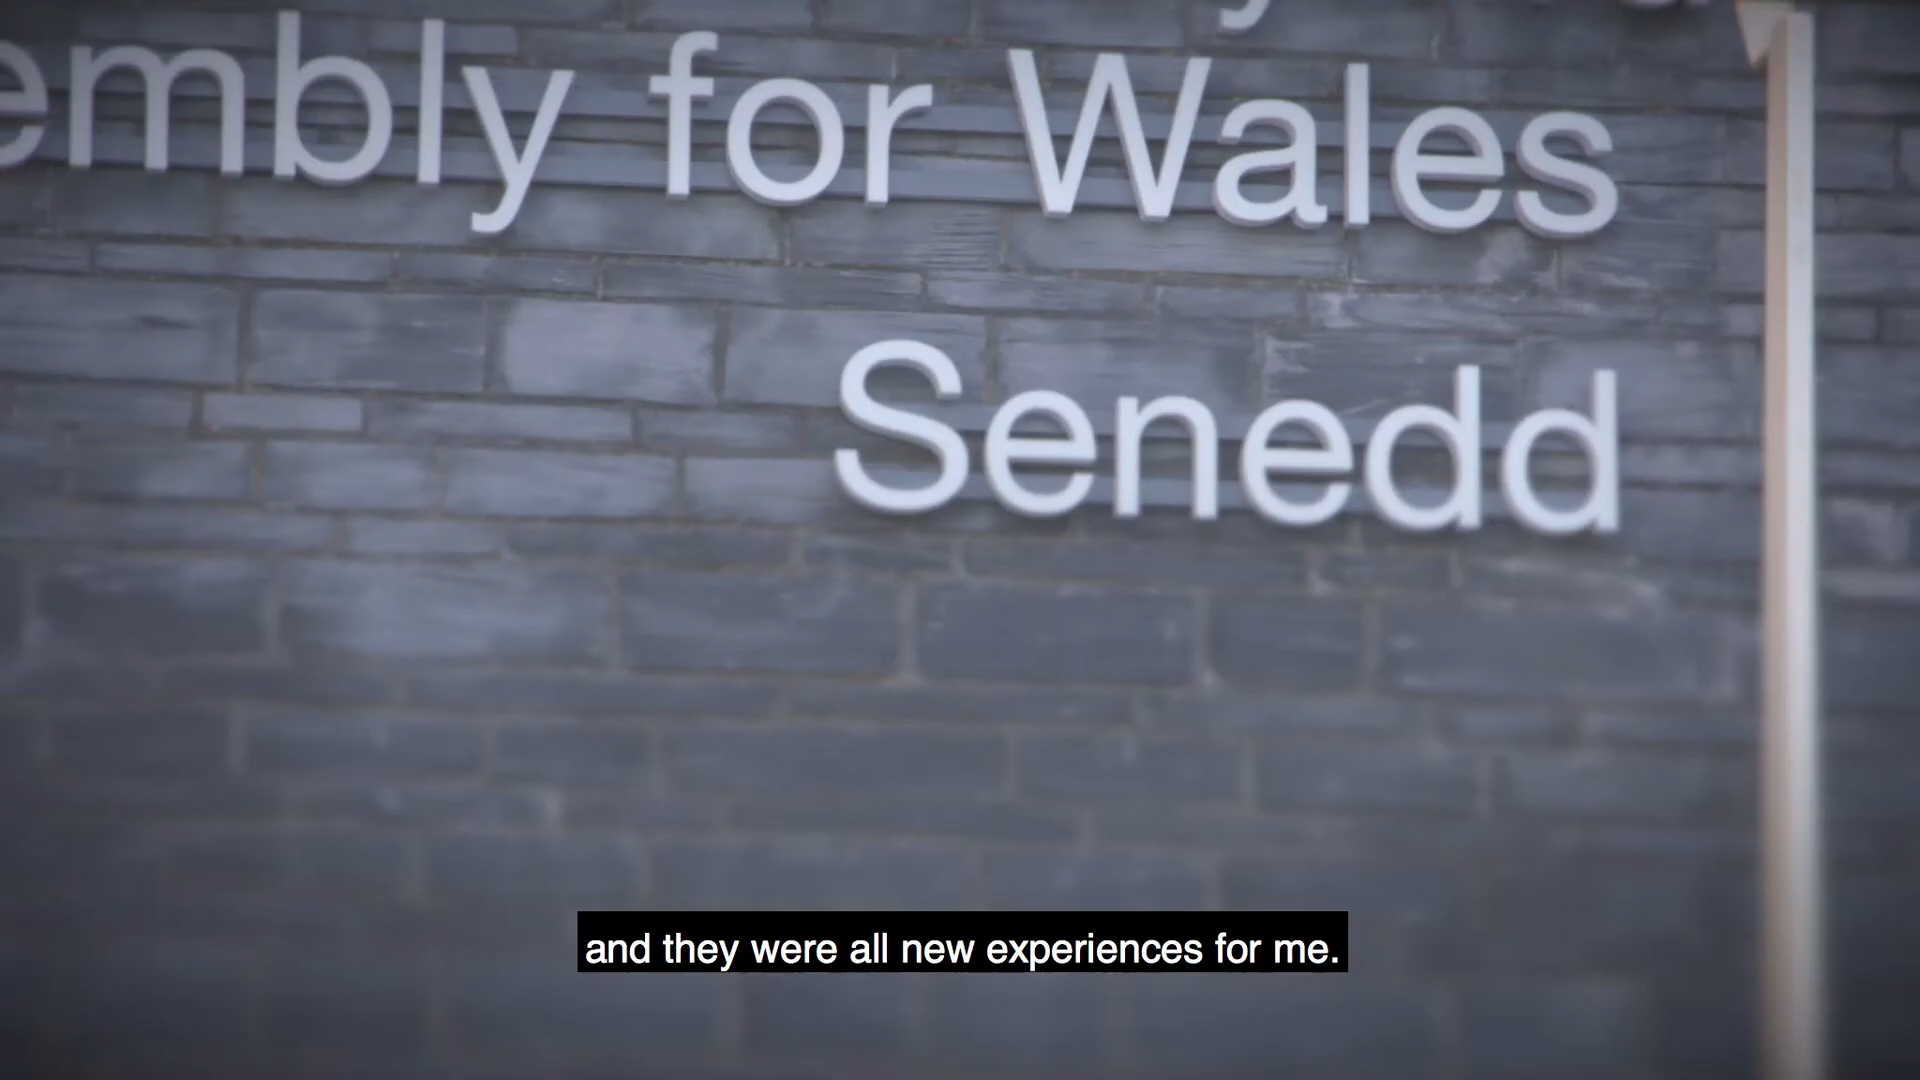 embly for Wales
Senedd
and they were all new experiences for me.